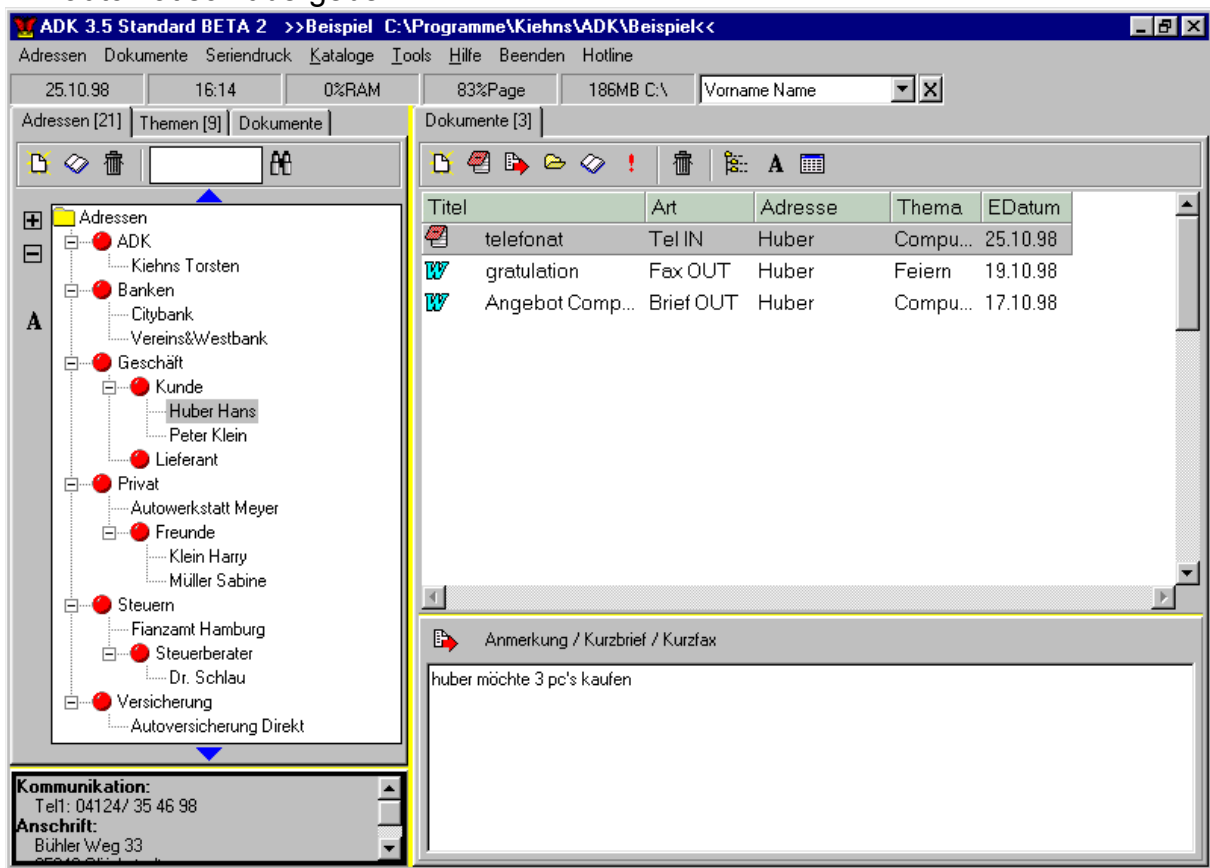 ADK 3.5 Standard BETA 2 >>Beispiel C:\Programme\Kiehns\ADK\Beispiel<<
Adressen Dokumente Seriendruck Kataloge Tools Hilfe Beenden Hotline
25.10.98 16:14 0%RAM 83%Page 186MB C:\ Vorname Name
Adressen [21] Themen [9] Dokumente
Adressen
ADK
Kiehns Torsten
Banken
Citybank
Vereins&Westbank
Geschäft
Kunde
Huber Hans
Peter Klein
Lieferant
Privat
Autowerkstatt Meyer
Freunde
Klein Harry
Müller Sabine
Steuern
Fianzamt Hamburg
Steuerberater
Dr. Schlau
Versicherung
Autoversicherung Direkt
A
Kommunikation:
Tel1: 04124/ 35 46 98
Anschrift:
Bühler Weg 33
Dokumente [3]
A
Titel Art Adresse Thema EDatum
telefonat Tel IN Huber Compu... 25.10.98
gratulation Fax OUT Huber Feiern 19.10.98
Angebot Comp... Brief OUT Huber Compu... 17.10.98
Anmerkung / Kurzbrief / Kurzfax
huber möchte 3 pc's kaufen